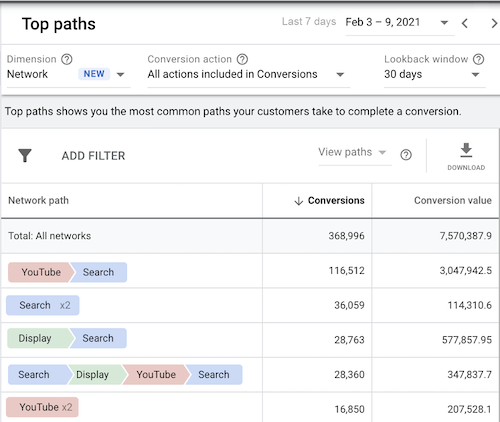 Top paths
Last 7 days Feb 3 – 9, 2021
Dimension Conversion action Lookback window
Network NEW All actions included in Conversions 30 days
Top paths shows you the most common paths your customers take to complete a conversion.
ADD FILTER View paths DOWNLOAD
Network path Conversions Conversion value
Total: All networks 368,996 7,570,387.9
YouTube Search 116,512 3,047,942.5
Search x2 36,059 114,310.6
Display Search 28,763 577,857.95
Search Display YouTube Search 28,360 347,837.7
YouTube x2 16,850 207,528.1